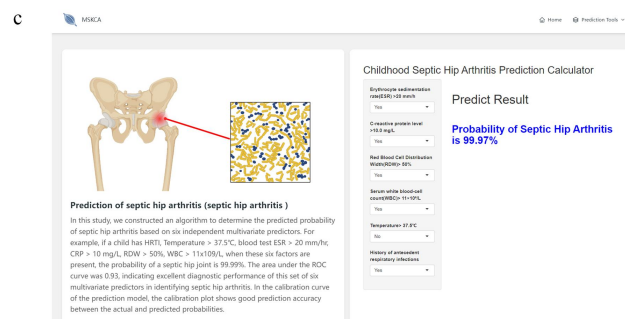 c
MSKCA
Home
Prediction Tools
Prediction of septic hip arthritis (septic hip arthritis )
In this study, we constructed an algorithm to determine the predicted probability
of septic hip arthritis based on six independent multivariate predictors. For
example, if a child has HRTI, Temperature > 37.5℃, blood test ESR > 20 mm/hr,
CRP > 10 mg/L, RDW > 50%, WBC > 11x109/L, when these six factors are
present, the probability of a septic hip joint is 99.99%. The area under the ROC
curve was 0.93, indicating excellent diagnostic performance of this set of
multivariate predictors in identifying septic hip arthritis. In the calibration curve
of the prediction model, the calibration plot shows good prediction accuracy
between the actual and predicted probabilities.
Childhood Septic Hip Arthritis Prediction Calculator
Erythrocyte sedimentation
rate(ESR) >20 mm/h
Yes
C-reactive protein level
>10.0 mg/L
Yes
Red Blood Cell Distribution
Width(RDW)> 50%
Yes
Serum white blood-cell
count(WBC)> 11×10⁹/L
Yes
Temperature> 37.5℃
No
History of antecedent
respiratory infections
Yes
Predict Result
Probability of Septic Hip Arthritis
is 99.97%